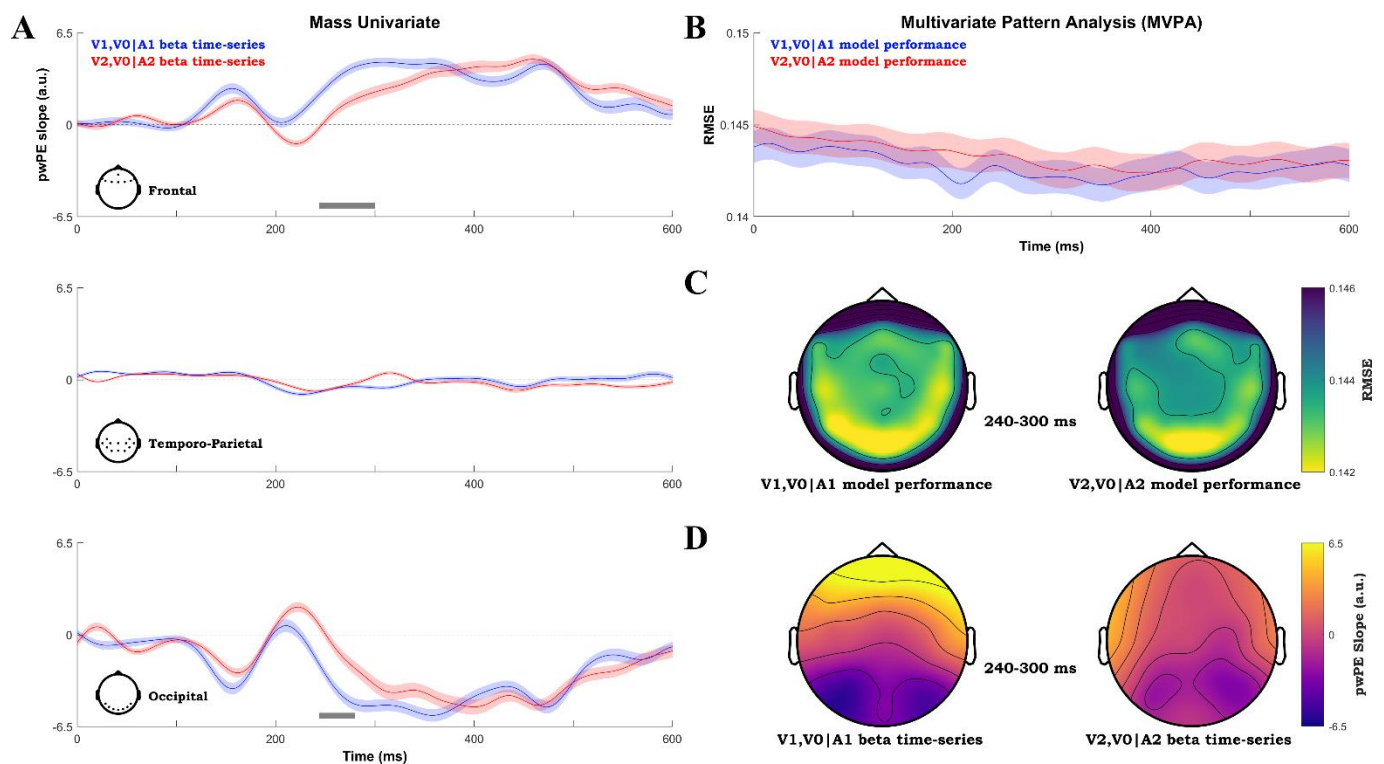 A
Mass Univariate
6.5
V1,V0|A1 beta time-series
V2,V0|A2 beta time-series
pwPE slope (a.u.)
0
Frontal
-6.5
0
200
400
600
6.5
0
Temporo-Parietal
-6.5
0
200
400
600
6.5
0
Occipital
-6.5
0
200
400
600
Time (ms)
B
Multivariate Pattern Analysis (MVPA)
0.15
V1,V0|A1 model performance
V2,V0|A2 model performance
RMSE
0.145
0.14
0
200
400
600
Time (ms)
C
0.146
0.144
0.142
RMSE
240-300 ms
V1,V0|A1 model performance
V2,V0|A2 model performance
D
6.5
0
-6.5
pwPE Slope (a.u.)
240-300 ms
V1,V0|A1 beta time-series
V2,V0|A2 beta time-series